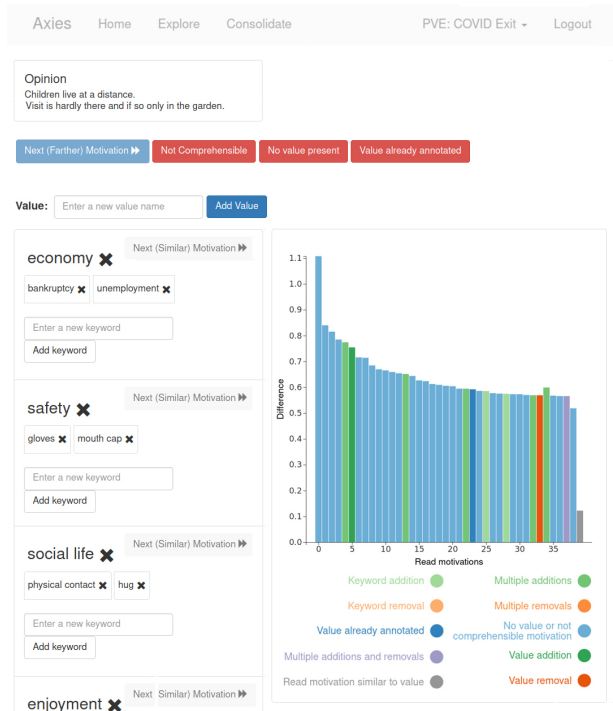 Axies Home Explore Consolidate PVE: COVID Exit Logout
Opinion
Children live at a distance.
Visit is hardly there and if so only in the garden.
Next (Farther) Motivation Not Comprehensible No value present Value already annotated
Value: Enter a new value name Add Value
Next (Similar) Motivation
economy
bankruptcy unemployment
Enter a new keyword
Add keyword
Next (Similar) Motivation
safety
gloves mouth cap
Enter a new keyword
Add keyword
Next (Similar) Motivation
social life
physical contact hug
Enter a new keyword
Add keyword
Next (Similar) Motivation
enjoyment
1.1
1.0
0.9
0.8
0.7
0.6
0.5
0.4
0.3
0.2
0.1
0.0
Difference
0 5 10 15 20 25 30 35
Read motivations
Keyword addition Multiple additions
Keyword removal Multiple removals
Value already annotated No value or not
comprehensible motivation
Multiple additions and removals Value addition
Read motivation similar to value Value removal